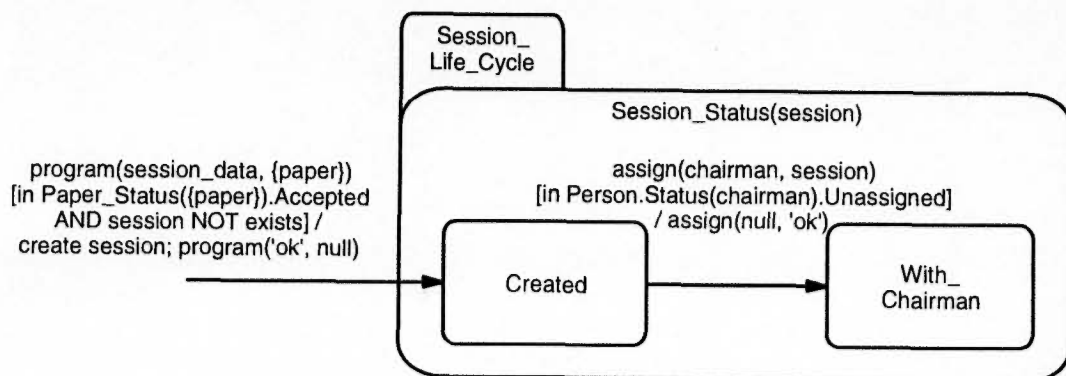 Session_
Life_Cycle
Session_Status(session)
program(session_data, {paper})
[in Paper_Status({paper}).Accepted
AND session NOT exists] /
create session; program('ok', null)
assign(chairman, session)
[in Person.Status(chairman).Unassigned]
/ assign(null, 'ok')
Created
With_
Chairman